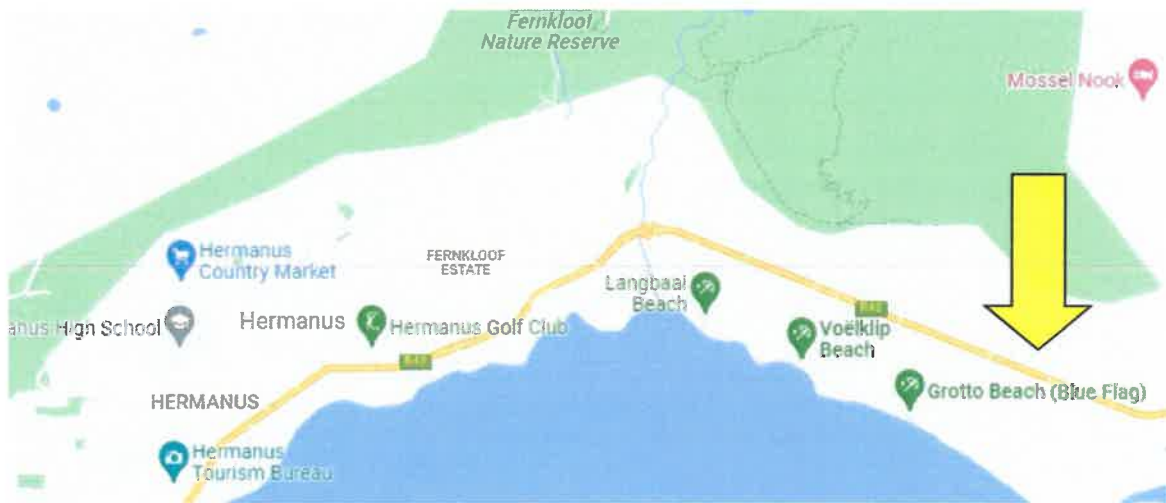 Fernkloof
Nature Reserve
Mossel Nook
Hermanus
Country Market
FERNKLOOF
ESTATE
Langbaai
Beach
anus High School
Hermanus
Hermanus Golf Club
R43
Voëlklip
Beach
R43
Grotto Beach (Blue Flag)
HERMANUS
Hermanus
Tourism Bureau